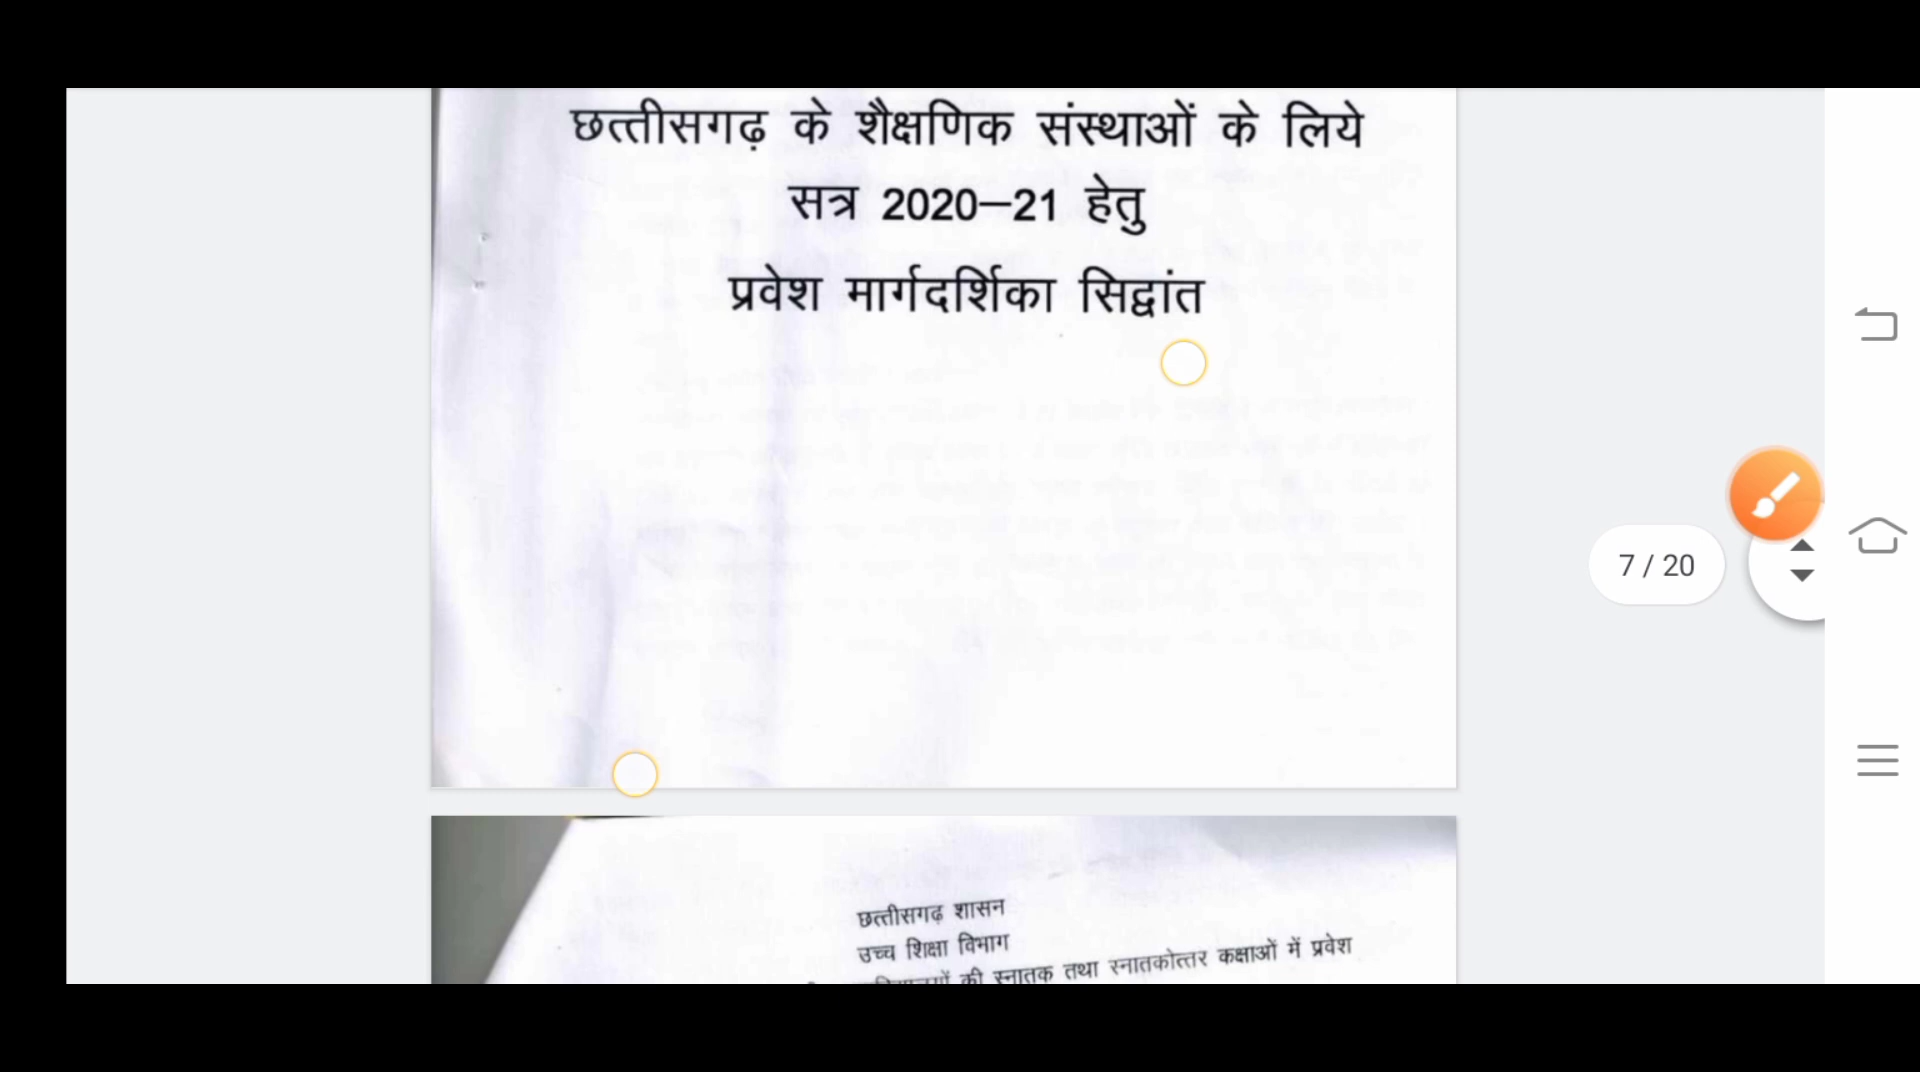 छत्तीसगढ़ के शैक्षणिक संस्थाओं के लिये
सत्र 2020–21 हेतु
प्रवेश मार्गदर्शिका सिद्वांत
7 / 20
छत्तीसगढ़ शासन
उच्च शिक्षा विभाग
की स्नातक तथा स्नातकोत्तर कक्षाओं में प्रवेश